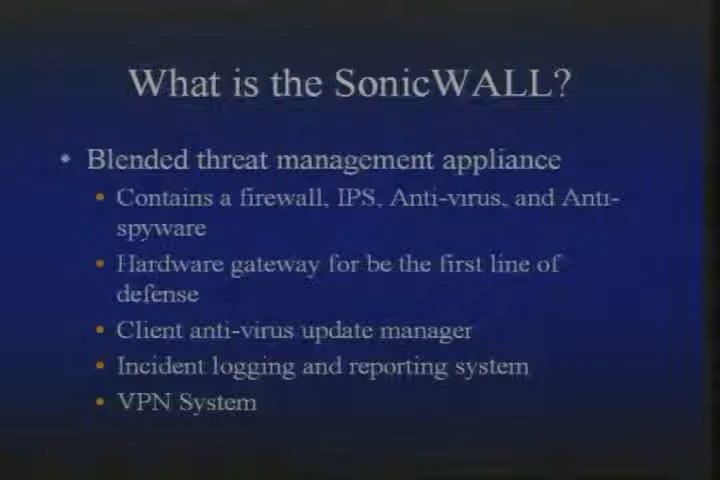 What is the SonicWALL?
• Blended threat management appliance
• Contains a firewall, IPS, Anti-virus, and Anti-
spyware
• Hardware gateway for be the first line of
defense
• Client anti-virus update manager
• Incident logging and reporting system
• VPN System